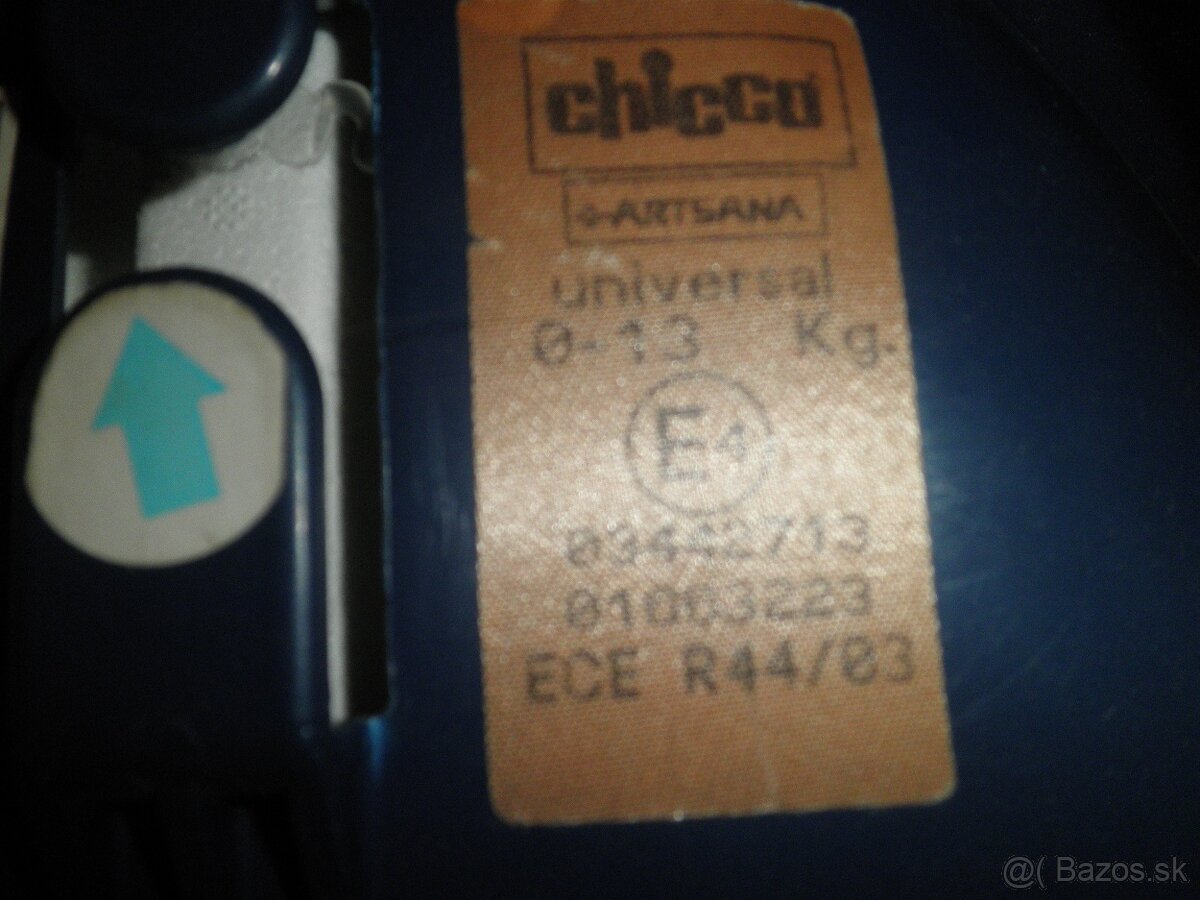 chicco
ARTSANA
universal
0-13 Kg.
E4
03442713
01063223
ECE R44/03
@( Bazos.sk